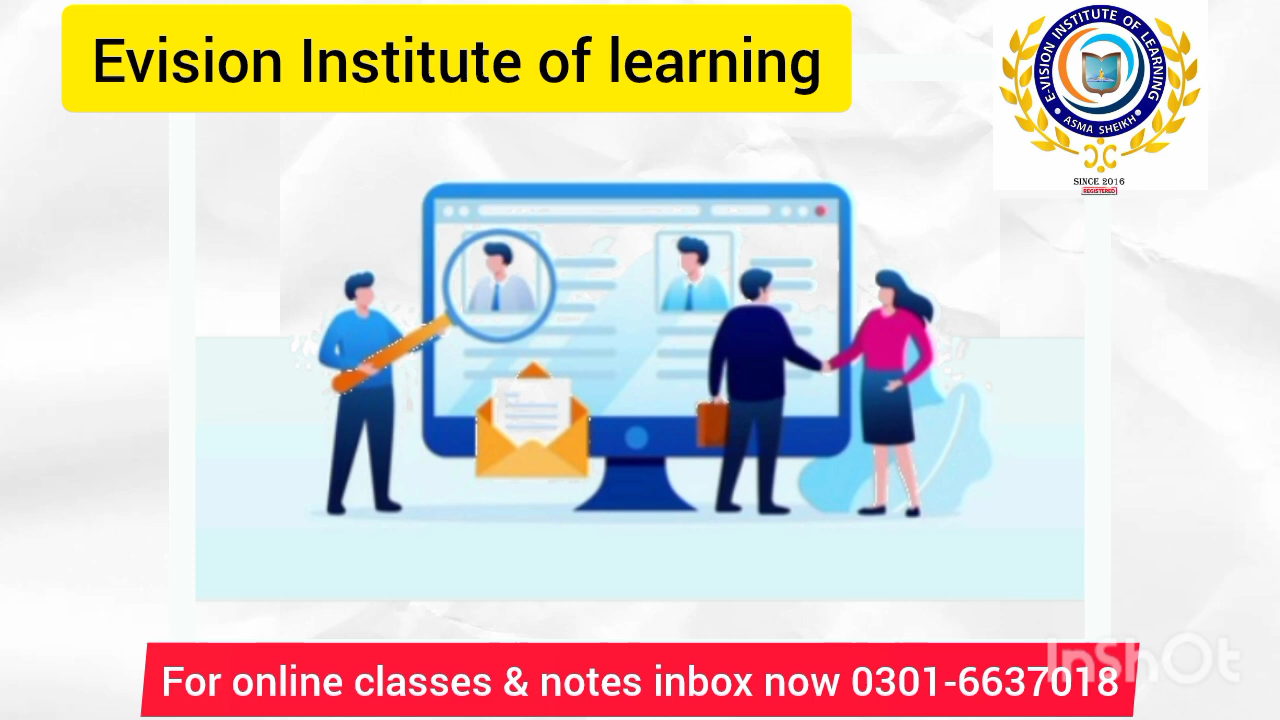 Evision Institute of learning
E-VISION INSTITUTE OF LEARNING
ASMA SHEIKH
SINCE 2016
REGISTERED
For online classes & notes inbox now 0301-6637018
InShOt